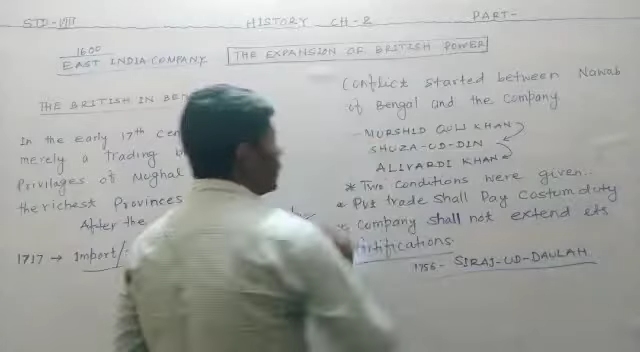 STD-VIII HISTORY CH-2 PART-
1600
EAST INDIA COMPANY
THE EXPANSION OF BRITISH POWER
THE BRITISH IN BEN
In the early 17th cen
merely a trading b
Privilages of Mughal
the richest Provinces
After the
1717 → Import/
Conflict started between Nawab
of Bengal and the Company
- MURSHID QULI KHAN
SHUZA-UD-DIN
ALIVARDI KHAN
* Two conditions were given..
* Pvt trade shall Pay Custom duty
* Company shall not extend its
fortifications.
1756- SIRAJ-UD-DAULAH